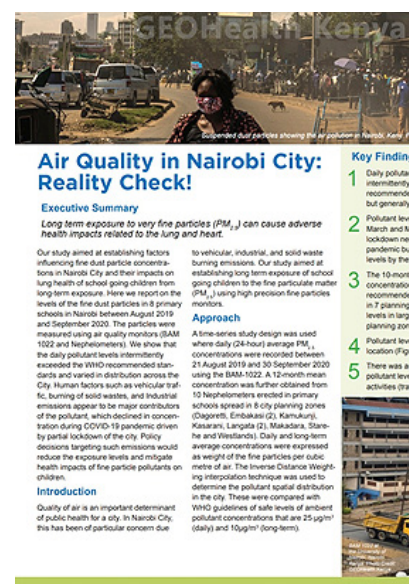 GEOHealth Kenya
Suspended dust particles showing the air pollution in Nairobi, Keny
Air Quality in Nairobi City:
Reality Check!
Executive Summary
Long term exposure to very fine particles (PM2.5) can cause adverse
health impacts related to the lung and heart.
Our study aimed at establishing factors
influencing fine dust particle concentra-
tions in Nairobi City and their impacts on
lung health of school going children from
long-term exposure. Here we report on the
levels of the fine dust particles in 8 primary
schools in Nairobi between August 2019
and September 2020. The particles were
measured using air quality monitors (BAM
1022 and Nephelometers). We show that
the daily pollutant levels intermittently
exceeded the WHO recommended stan-
dards and varied in distribution across the
City. Human factors such as vehicular traf-
fic, burning of solid wastes, and Industrial
emissions appear to be major contributors
of the pollutant, which declined in concen-
tration during COVID-19 pandemic driven
by partial lockdown of the city. Policy
decisions targeting such emissions would
reduce the exposure levels and mitigate
health impacts of fine particle pollutants on
children.
Introduction
Quality of air is an important determinant
of public health for a city. In Nairobi City,
this has been of particular concern due
to vehicular, industrial, and solid waste
burning emissions. Our study aimed at
establishing long term exposure of school
going children to the fine particulate matter
(PM2.5) using high precision fine particles
monitors.
Approach
A time-series study design was used
where daily (24-hour) average PM2.5
concentrations were recorded between
21 August 2019 and 30 September 2020
using the BAM-1022. A 12-month mean
concentration was further obtained from
10 Nephelometers erected in primary
schools spread in 8 city planning zones
(Dagoretti, Embakasi (2), Kamukunji,
Kasarani, Langata (2), Makadara, Stare-
he and Westlands). Daily and long-term
average concentrations were expressed
as weight of the fine particles per cubic
metre of air. The Inverse Distance Weight-
ing interpolation technique was used to
determine the pollutant spatial distribution
in the city. These were compared with
WHO guidelines of safe levels of ambient
pollutant concentrations that are 25 µg/m³
(daily) and 10µg/m³ (long-term).
Key Finding
1 Daily polluta
intermittently
recommende
but generally
2 Pollutant leve
March and M
lockdown ne
pandemic bu
levels by the
3 The 10-mont
concentration
recommende
in 7 planning
levels in larg
planning zon
4 Pollutant leve
location (Fig
5 There was a
pollutant leve
activities (tra
BAM 1022 at
the University of